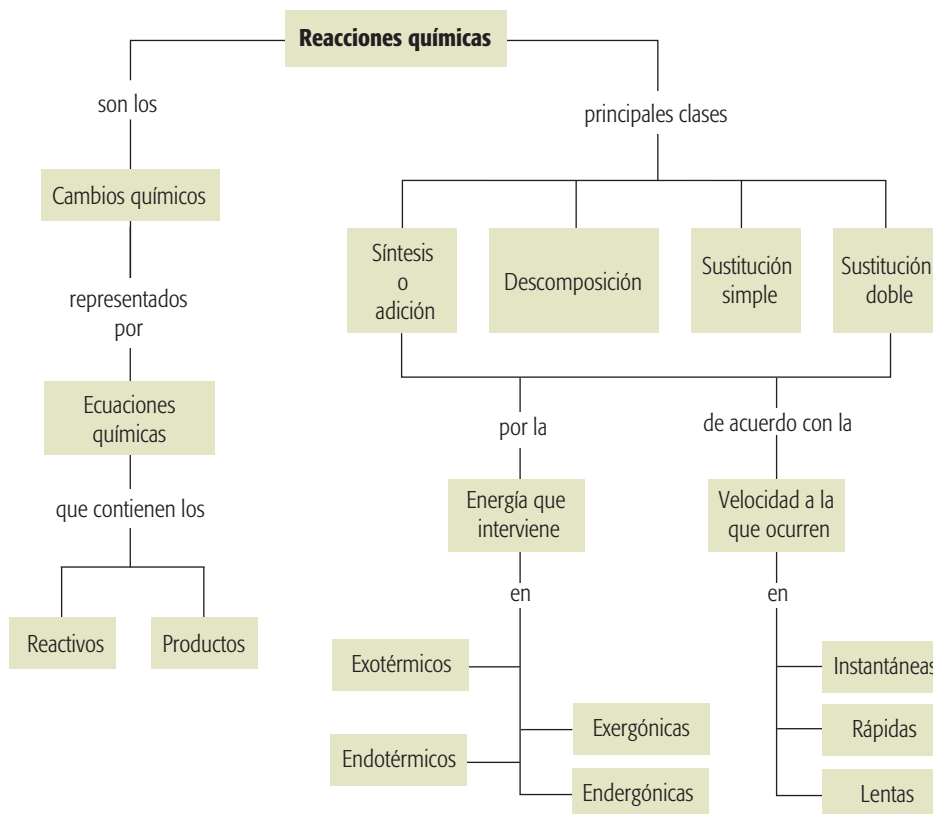 Reacciones químicas
son los
Cambios químicos
representados
por
Ecuaciones
químicas
que contienen los
Reactivos
Productos
principales clases
Síntesis
o
adición
Descomposición
Sustitución
simple
Sustitución
doble
por la
Energía que
interviene
en
Exotérmicos
Endotérmicos
Exergónicas
Endergónicas
de acuerdo con la
Velocidad a la
que ocurren
en
Instantáneas
Rápidas
Lentas